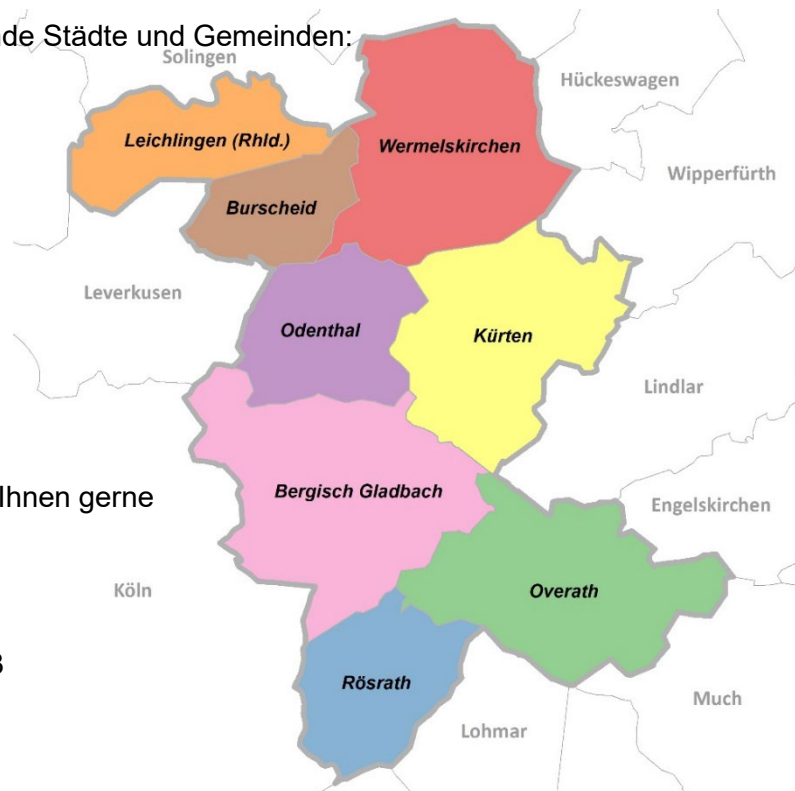 nde Städte und Gemeinden:
Solingen
Hückeswagen
Leichlingen (Rhld.)
Wermelskirchen
Wipperfürth
Burscheid
Leverkusen
Odenthal
Kürten
Lindlar
Bergisch Gladbach
Ihnen gerne
Engelskirchen
Köln
Overath
Rösrath
Much
Lohmar